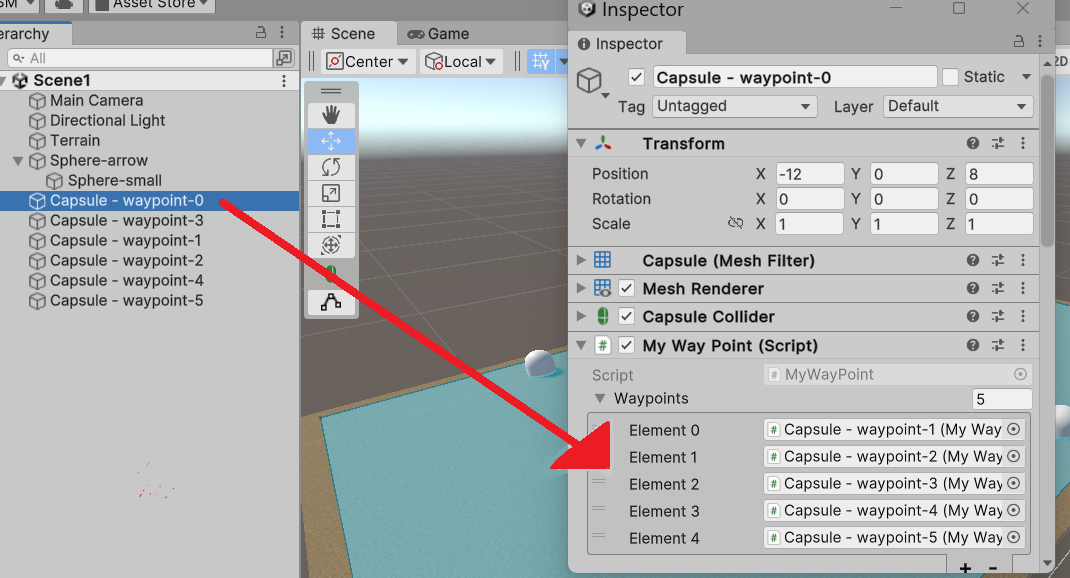 SM
Asset Store
erarchy
All
Scene1
Main Camera
Directional Light
Terrain
Sphere-arrow
Sphere-small
Capsule - waypoint-0
Capsule - waypoint-3
Capsule - waypoint-1
Capsule - waypoint-2
Capsule - waypoint-4
Capsule - waypoint-5
# Scene
Game
Center
Local
Y
2D
Inspector
Inspector
Capsule - waypoint-0
Static
Tag Untagged Layer Default
Transform
Position X -12 Y 0 Z 8
Rotation X 0 Y 0 Z 0
Scale X 1 Y 1 Z 1
Capsule (Mesh Filter)
Mesh Renderer
Capsule Collider
# My Way Point (Script)
Script # MyWayPoint
Waypoints 5
Element 0 # Capsule - waypoint-1 (My Way
Element 1 # Capsule - waypoint-2 (My Way
Element 2 # Capsule - waypoint-3 (My Way
Element 3 # Capsule - waypoint-4 (My Way
Element 4 # Capsule - waypoint-5 (My Way
+ -